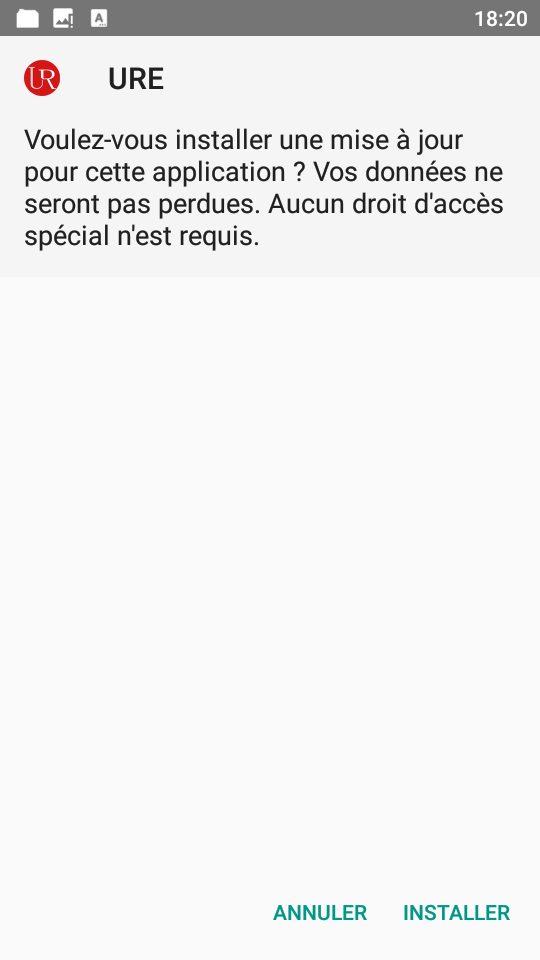 18:20
UR
URE
Voulez-vous installer une mise à jour
pour cette application ? Vos données ne
seront pas perdues. Aucun droit d'accès
spécial n'est requis.
ANNULER
INSTALLER